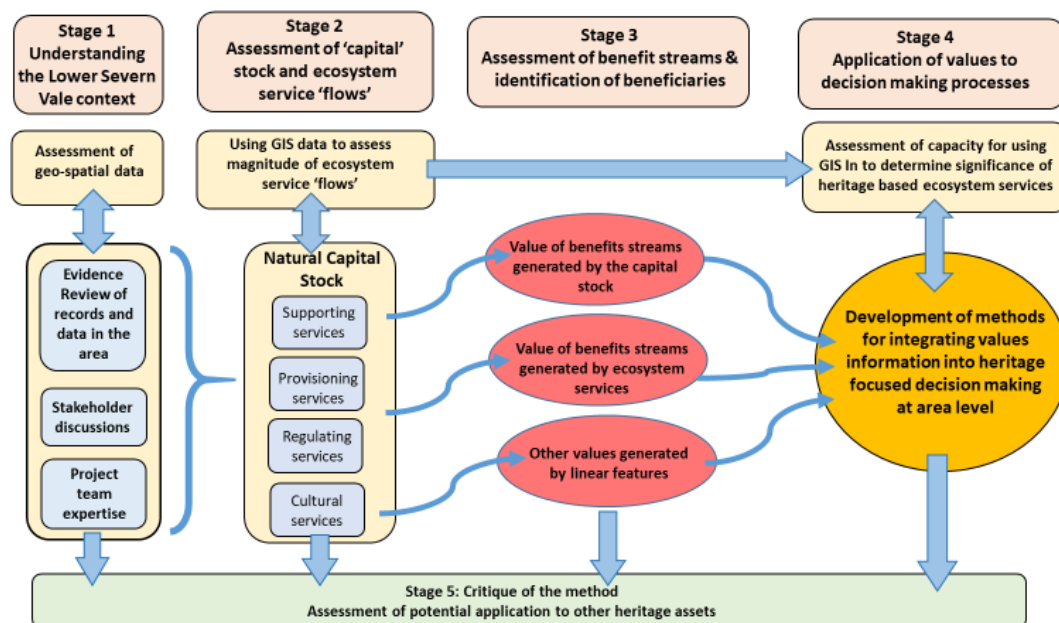 Stage 1
Understanding
the Lower Severn
Vale context
Stage 2
Assessment of ‘capital’
stock and ecosystem
service ‘flows’
Stage 3
Assessment of benefit streams &
identification of beneficiaries
Stage 4
Application of values to
decision making processes
Assessment of
geo-spatial data
Using GIS data to assess
magnitude of ecosystem
service ‘flows’
Assessment of capacity for using
GIS In to determine significance of
heritage based ecosystem services
Evidence
Review of
records and
data in the
area
Stakeholder
discussions
Project
team
expertise
Natural Capital
Stock
Supporting
services
Provisioning
services
Regulating
services
Cultural
services
Value of benefits streams
generated by the capital
stock
Value of benefits streams
generated by ecosystem
services
Other values generated
by linear features
Development of methods
for integrating values
information into heritage
focused decision making
at area level
Stage 5: Critique of the method
Assessment of potential application to other heritage assets